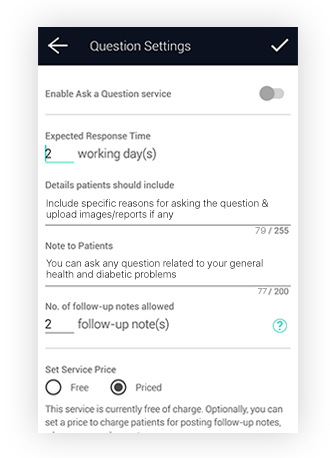 Question Settings
Enable Ask a Question service
Expected Response Time
2 working day(s)
Details patients should include
Include specific reasons for asking the question &
upload images/reports if any
79 / 255
Note to Patients
You can ask any question related to your general
health and diabetic problems
77 / 200
No. of follow-up notes allowed
2 follow-up note(s)
?
Set Service Price
Free Priced
This service is currently free of charge. Optionally, you can
set a price to charge patients for posting follow-up notes,